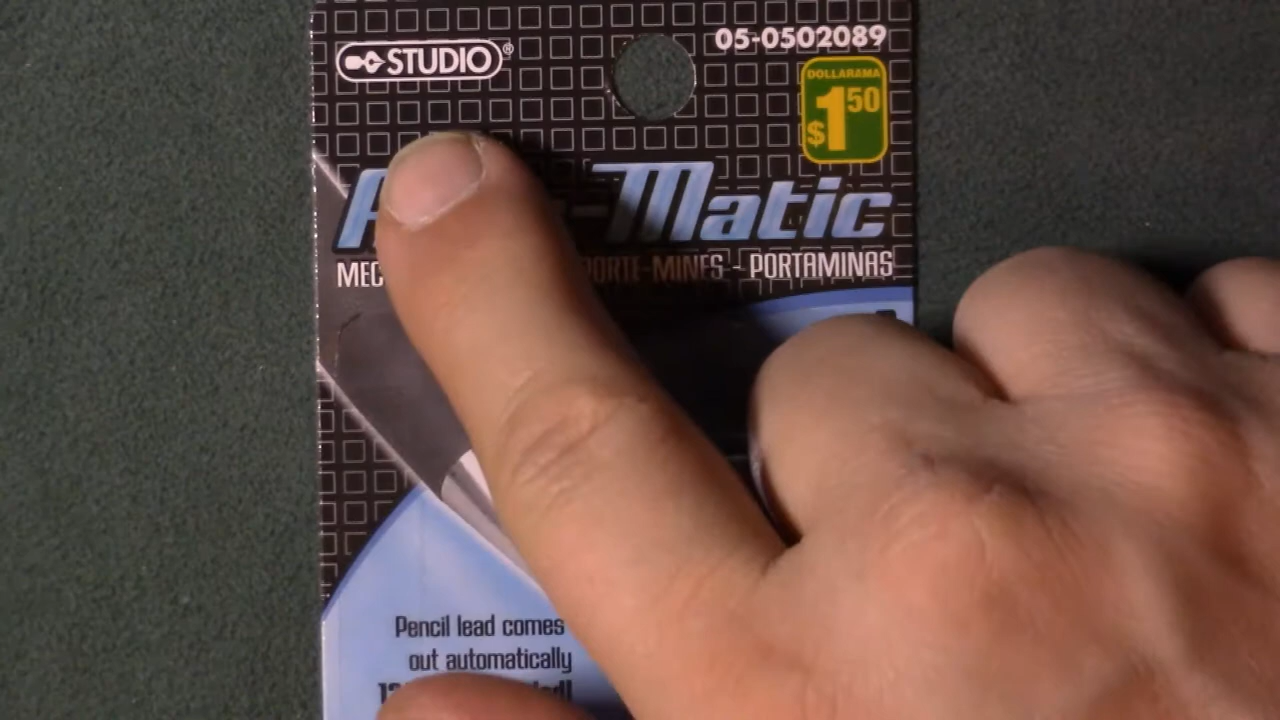 STUDIO®
05-0502089
DOLLARAMA
$1.50
-Matic
PORTE-MINES - PORTAMINAS
Pencil lead comes
out automatically